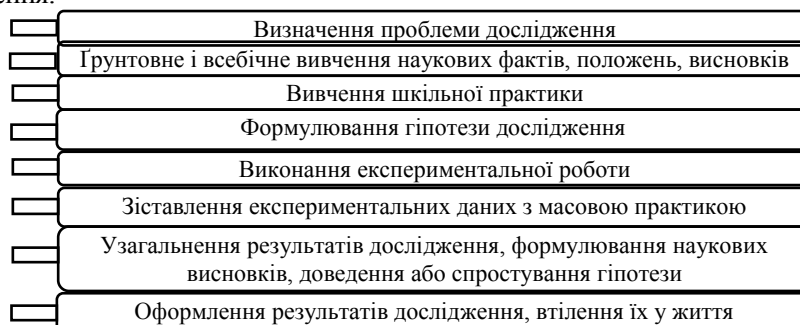 Визначення проблеми дослідження
Ґрунтовне і всебічне вивчення наукових фактів, положень, висновків
Вивчення шкільної практики
Формулювання гіпотези дослідження
Виконання експериментальної роботи
Зіставлення експериментальних даних з масовою практикою
Узагальнення результатів дослідження, формулювання наукових
висновків, доведення або спростування гіпотези
Оформлення результатів дослідження, втілення їх у життя